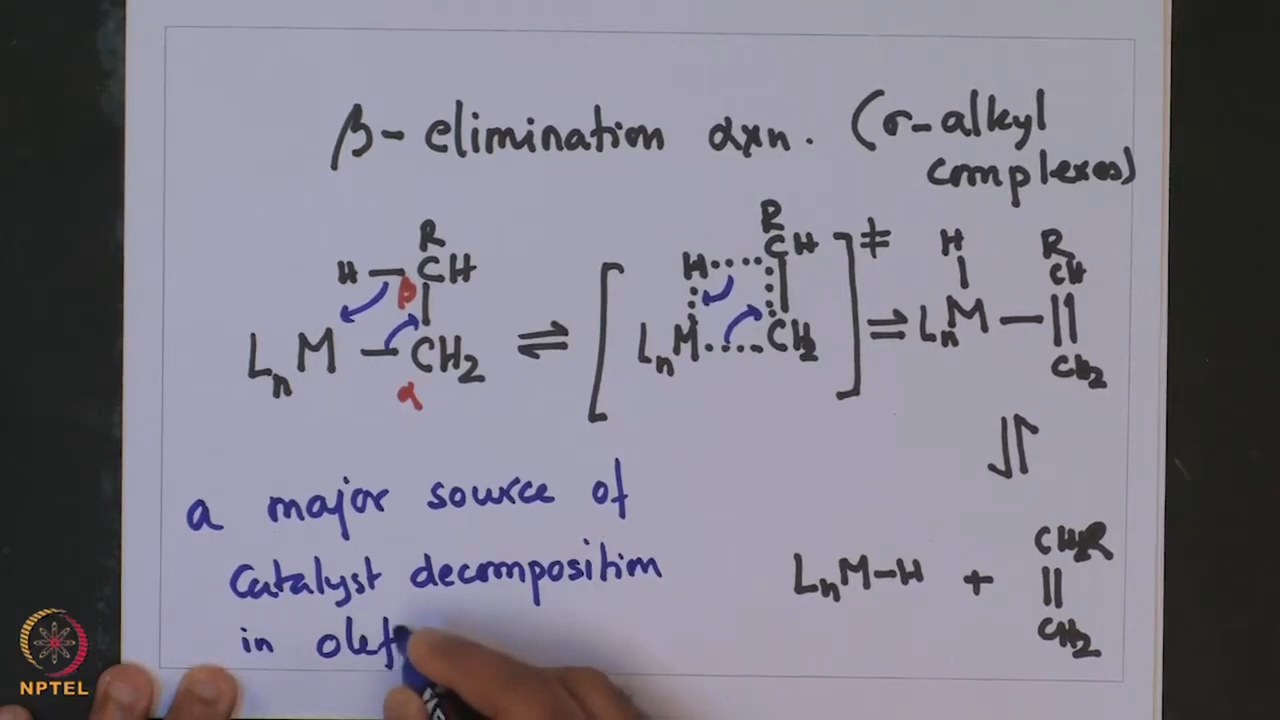 β- elimination rxn. (σ-alkyl
complexes)
R
H — CH
β
LnM — CH2
α
⇌
[
R
H CH
LnM CH2
]‡
⇌
H
R
CH
LnM —
CH2
⇌
LnM-H +
CH2
a major source of
Catalyst decomposition
in olef
NPTEL